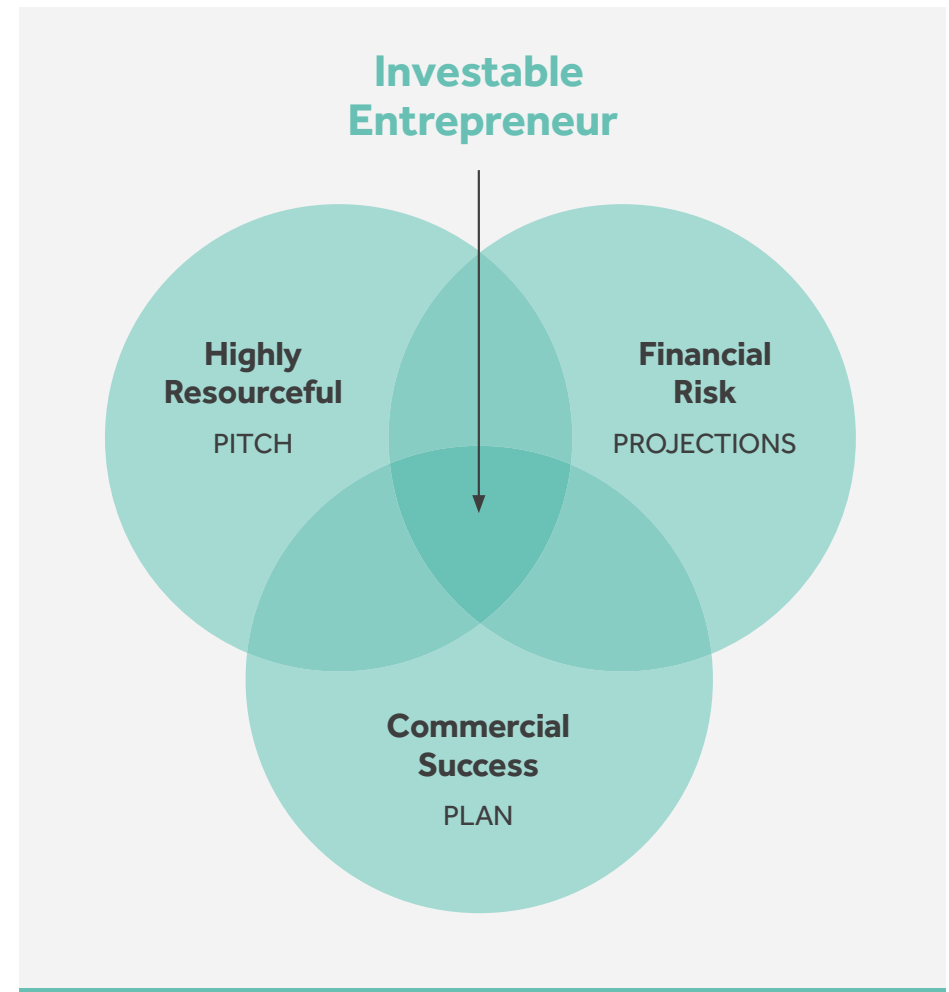 Investable
Entrepreneur
Highly
Resourceful
PITCH
Financial
Risk
PROJECTIONS
Commercial
Success
PLAN